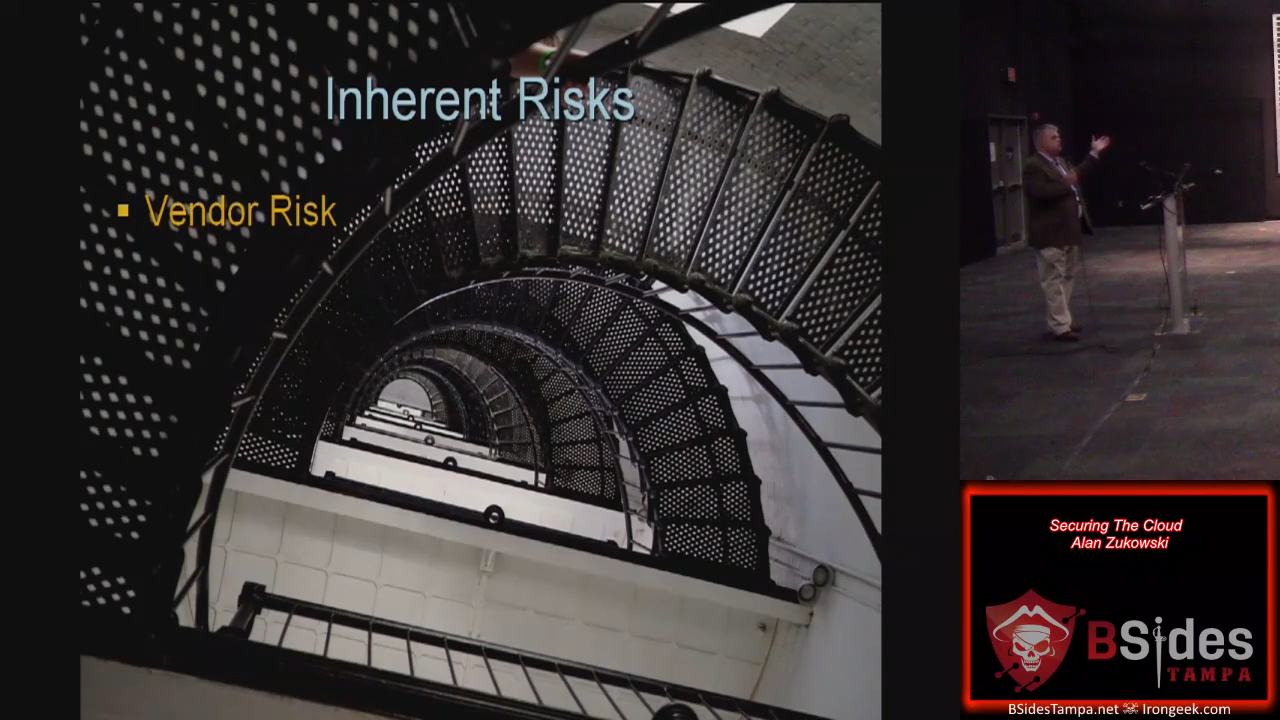 Inherent Risks
▪ Vendor Risk
Securing The Cloud
Alan Zukowski
BSides
TAMPA
BSidesTampa.net ☠ Irongeek.com